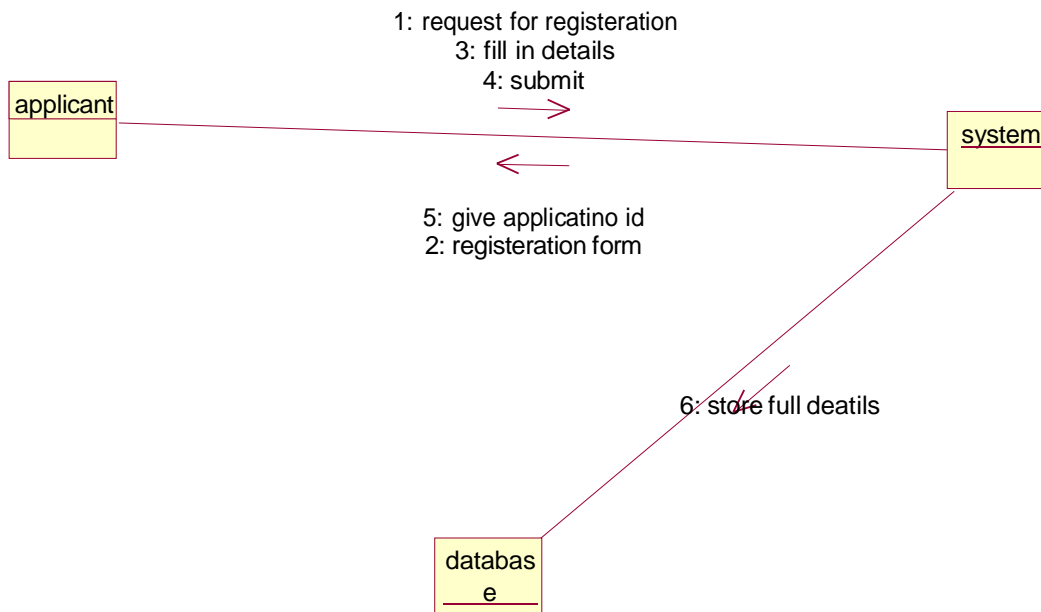 1: request for registeration
3: fill in details
4: submit
applicant
system
5: give applicatino id
2: registeration form
6: store full deatils
databas
e